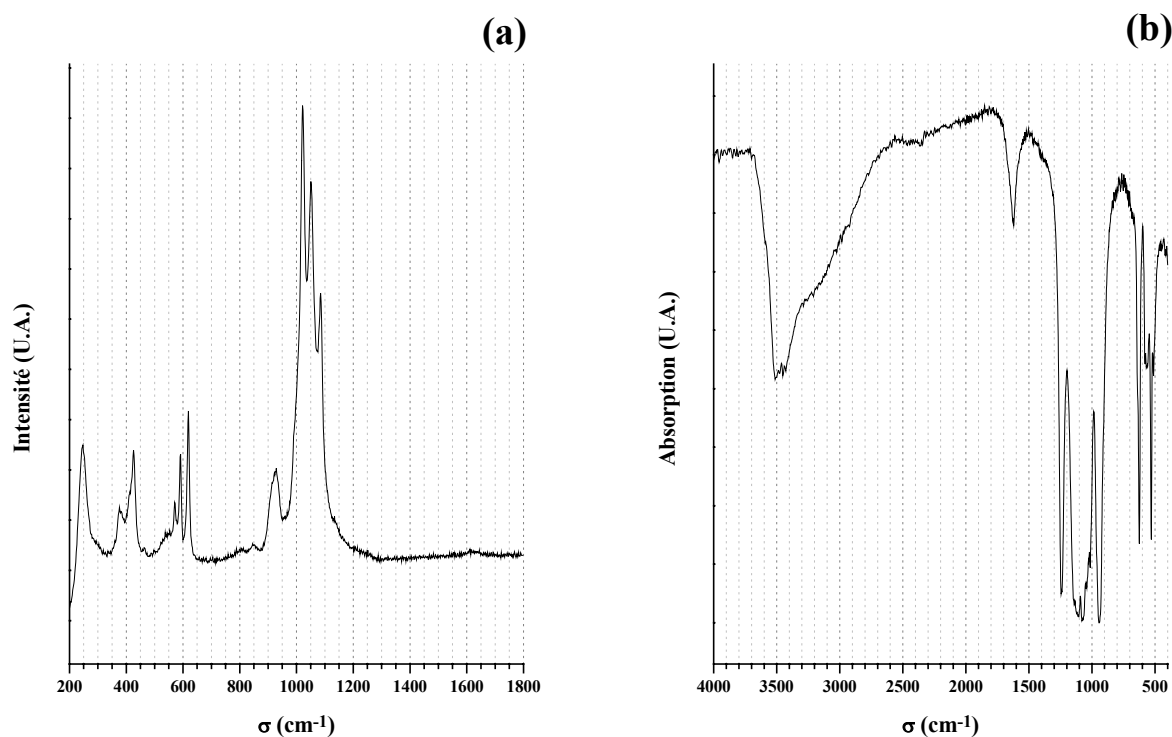 (a)
Intensité (U.A.)
200 400 600 800 1000 1200 1400 1600 1800
σ (cm-1)
(b)
Absorption (U.A.)
4000 3500 3000 2500 2000 1500 1000 500
σ (cm-1)